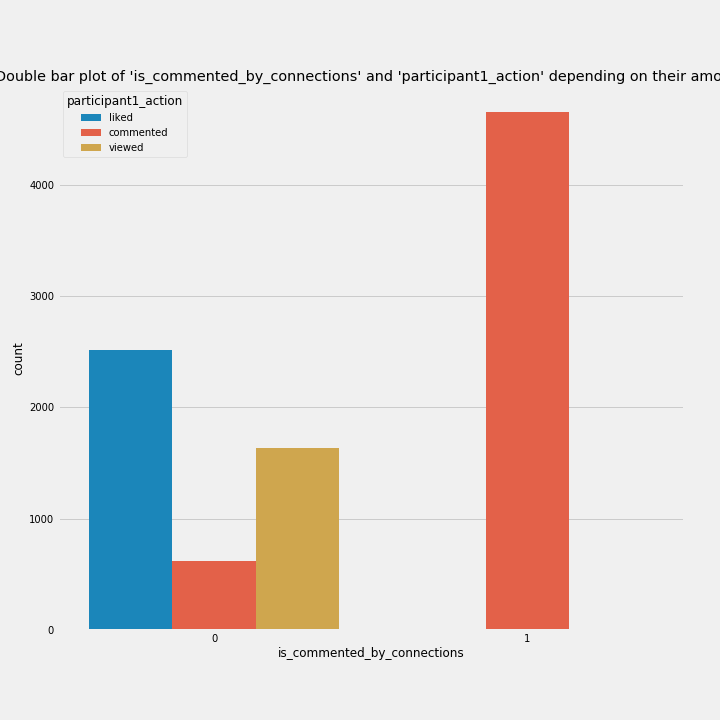 Double bar plot of 'is_commented_by_connections' and 'participant1_action' depending on their amo
participant1_action
liked
commented
viewed
4000
3000
2000
1000
0
count
0 1
is_commented_by_connections